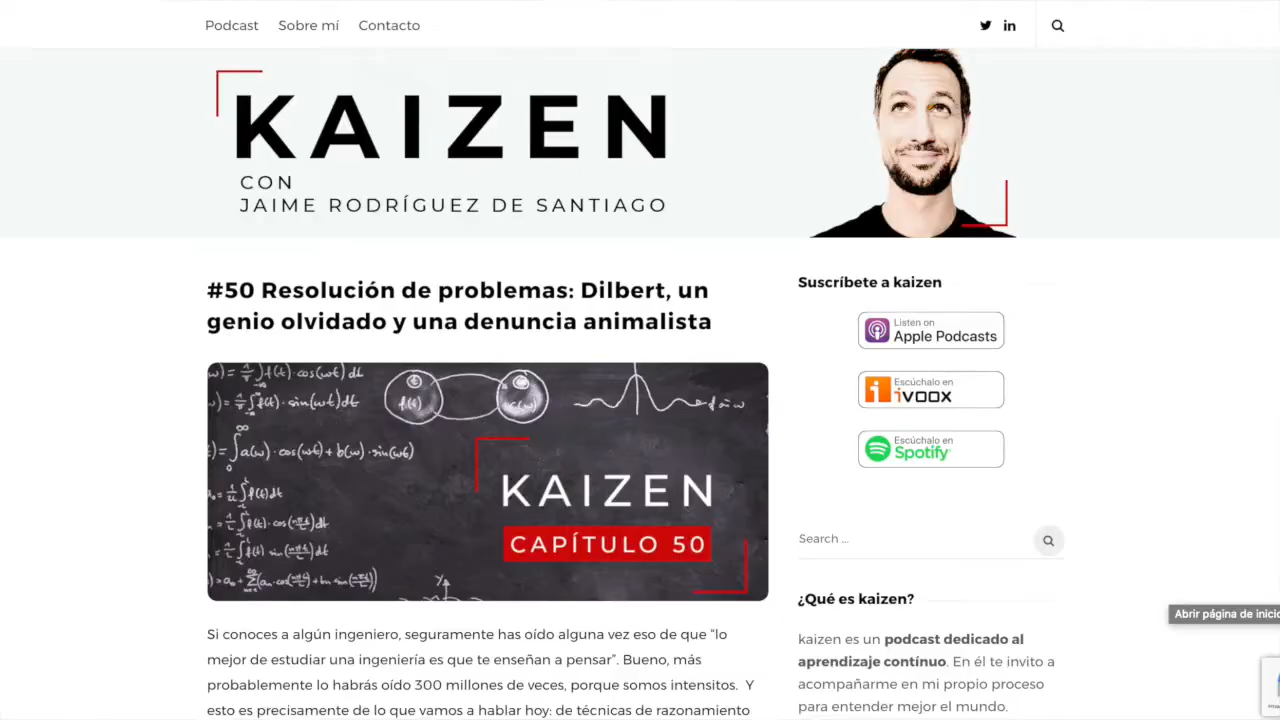 Podcast
Sobre mí
Contacto
KAIZEN
CON
JAIME RODRÍGUEZ DE SANTIAGO
#50 Resolución de problemas: Dilbert, un
genio olvidado y una denuncia animalista
KAIZEN
CAPÍTULO 50
Si conoces a algún ingeniero, seguramente has oído alguna vez eso de que “lo
mejor de estudiar una ingeniería es que te enseñan a pensar”. Bueno, más
probablemente lo habrás oído 300 millones de veces, porque somos intensitos. Y
esto es precisamente de lo que vamos a hablar hoy: de técnicas de razonamiento
Suscríbete a kaizen
Listen on
Apple Podcasts
Escúchalo en
iVOOX
Escúchalo en
Spotify
Search ...
¿Qué es kaizen?
kaizen es un podcast dedicado al
aprendizaje contínuo. En él te invito a
acompañarme en mi propio proceso
para entender mejor el mundo.
Abrir página de inicio